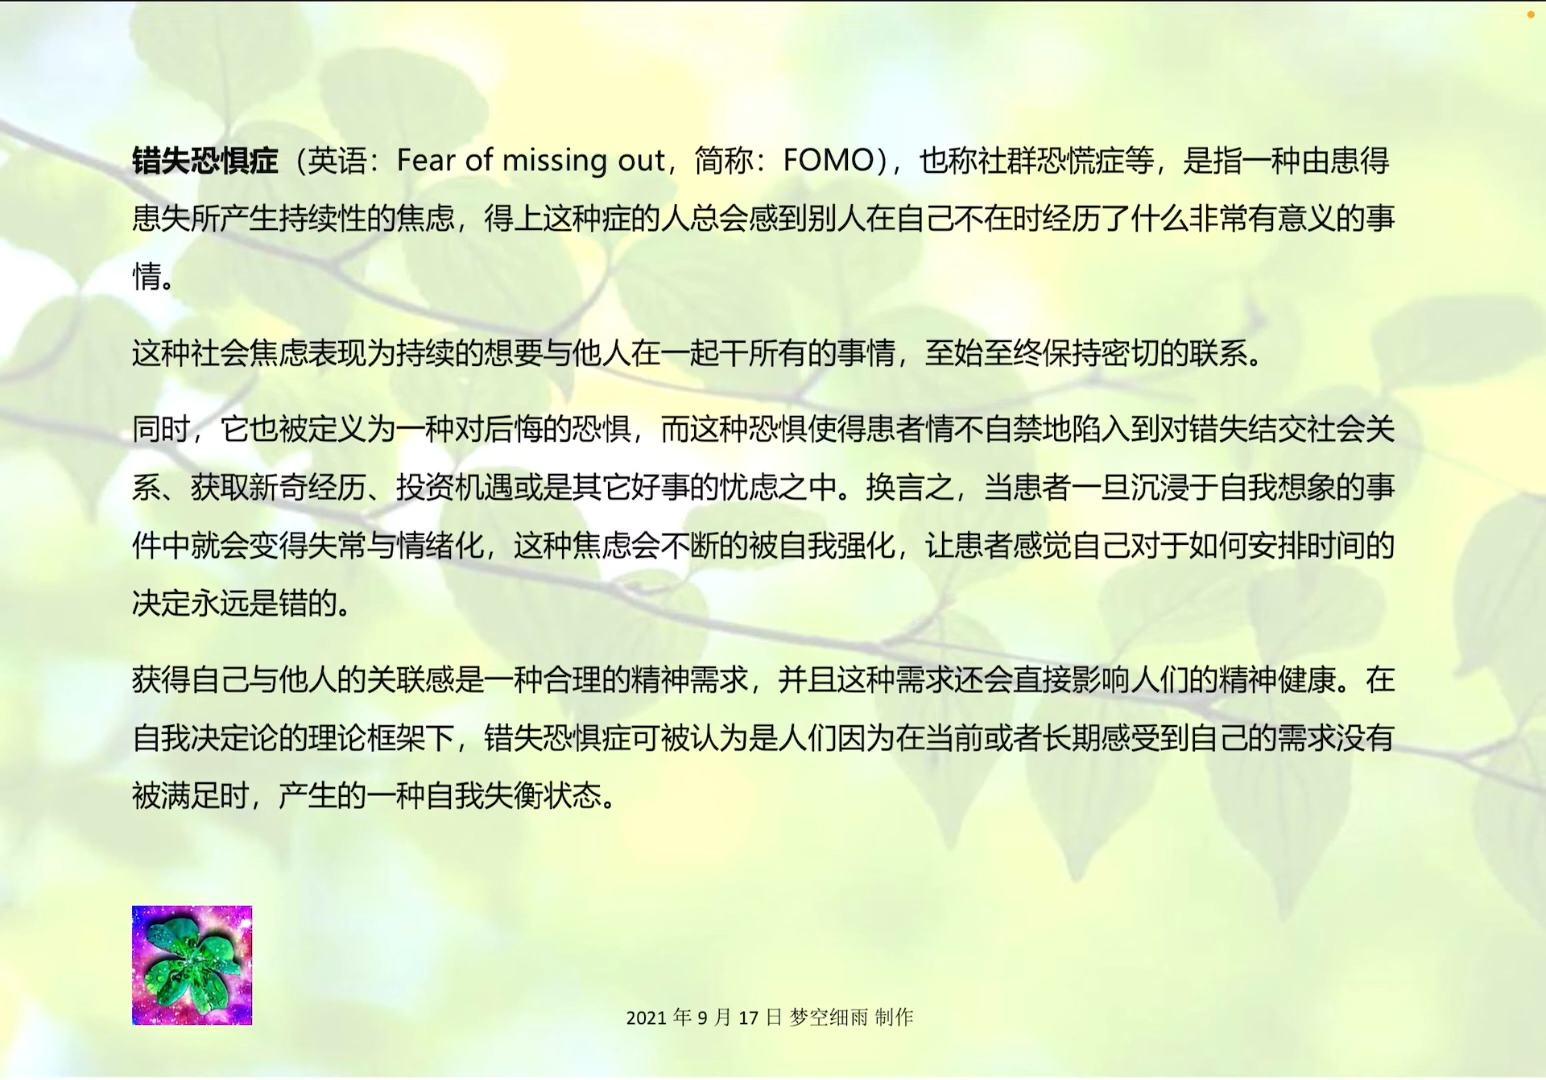 错失恐惧症（英语：Fear of missing out，简称：FOMO），也称社群恐慌症等，是指一种由患得
患失所产生持续性的焦虑，得上这种症的人总会感到别人在自己不在时经历了什么非常有意义的事
情。
这种社会焦虑表现为持续的想要与他人在一起干所有的事情，至始至终保持密切的联系。
同时，它也被定义为一种对后悔的恐惧，而这种恐惧使得患者情不自禁地陷入到对错失结交社会关
系、获取新奇经历、投资机遇或是其它好事的忧虑之中。换言之，当患者一旦沉浸于自我想象的事
件中就会变得失常与情绪化，这种焦虑会不断的被自我强化，让患者感觉自己对于如何安排时间的
决定永远是错的。
获得自己与他人的关联感是一种合理的精神需求，并且这种需求还会直接影响人们的精神健康。在
自我决定论的理论框架下，错失恐惧症可被认为是人们因为在当前或者长期感受到自己的需求没有
被满足时，产生的一种自我失衡状态。
2021 年 9 月 17 日 梦空细雨 制作